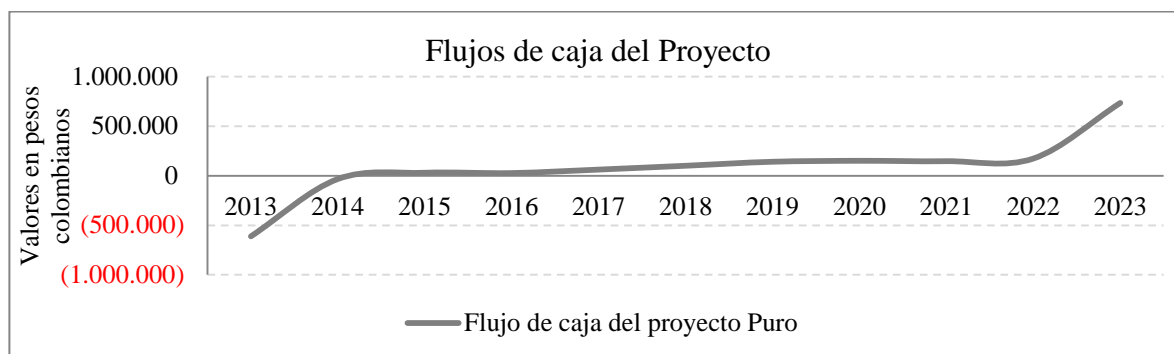 Flujos de caja del Proyecto
Valores en pesos
colombianos
1.000.000
500.000
0
(500.000)
(1.000.000)
2013 2014 2015 2016 2017 2018 2019 2020 2021 2022 2023
Flujo de caja del proyecto Puro